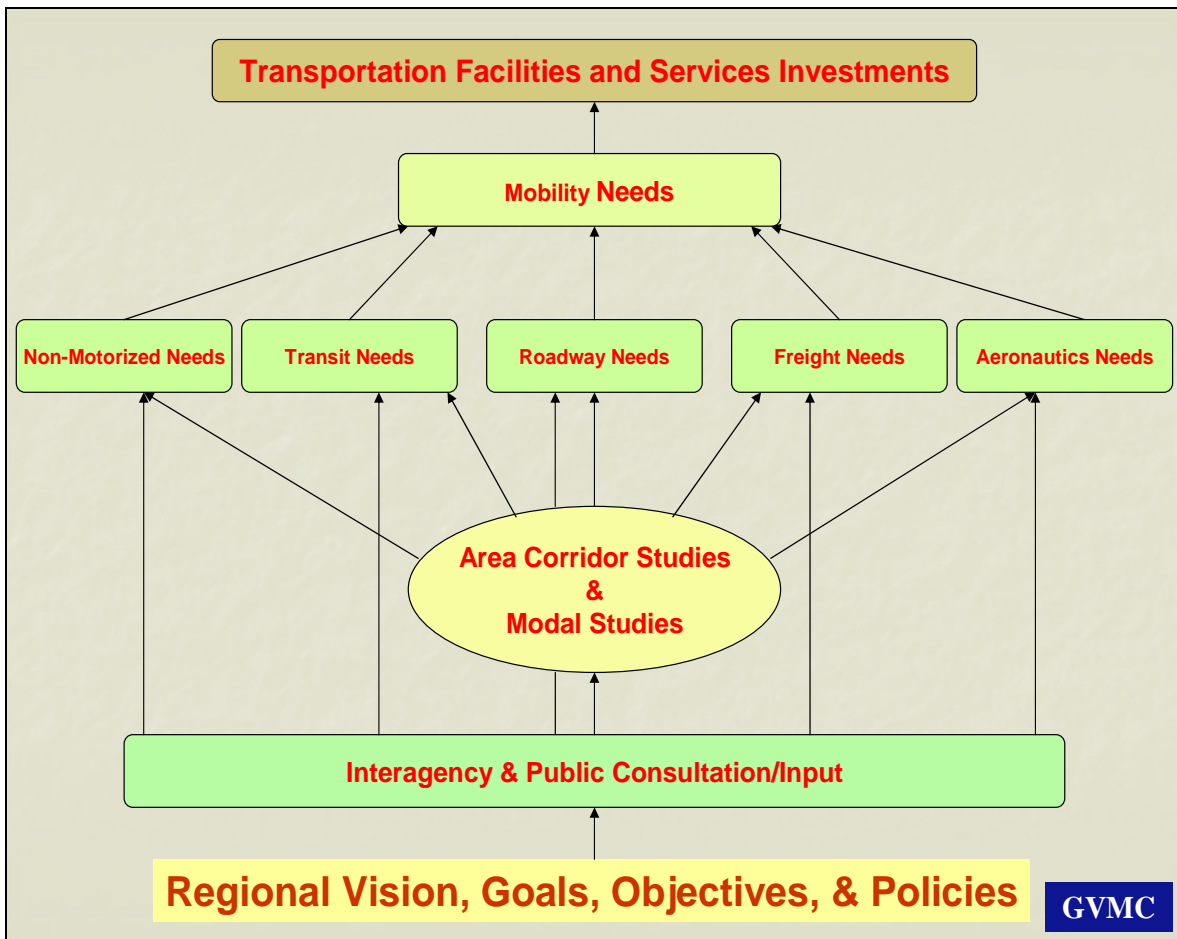 Transportation Facilities and Services Investments
Mobility Needs
Non-Motorized Needs
Transit Needs
Roadway Needs
Freight Needs
Aeronautics Needs
Area Corridor Studies
&
Modal Studies
Interagency & Public Consultation/Input
Regional Vision, Goals, Objectives, & Policies
GVMC